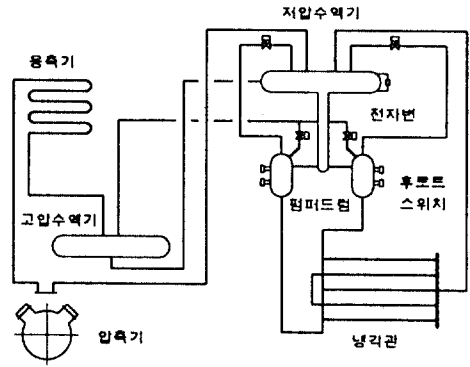 저압수액기
응축기
전자변
후로트
스위치
펌퍼드럼
고압수액기
압축기
냉각관